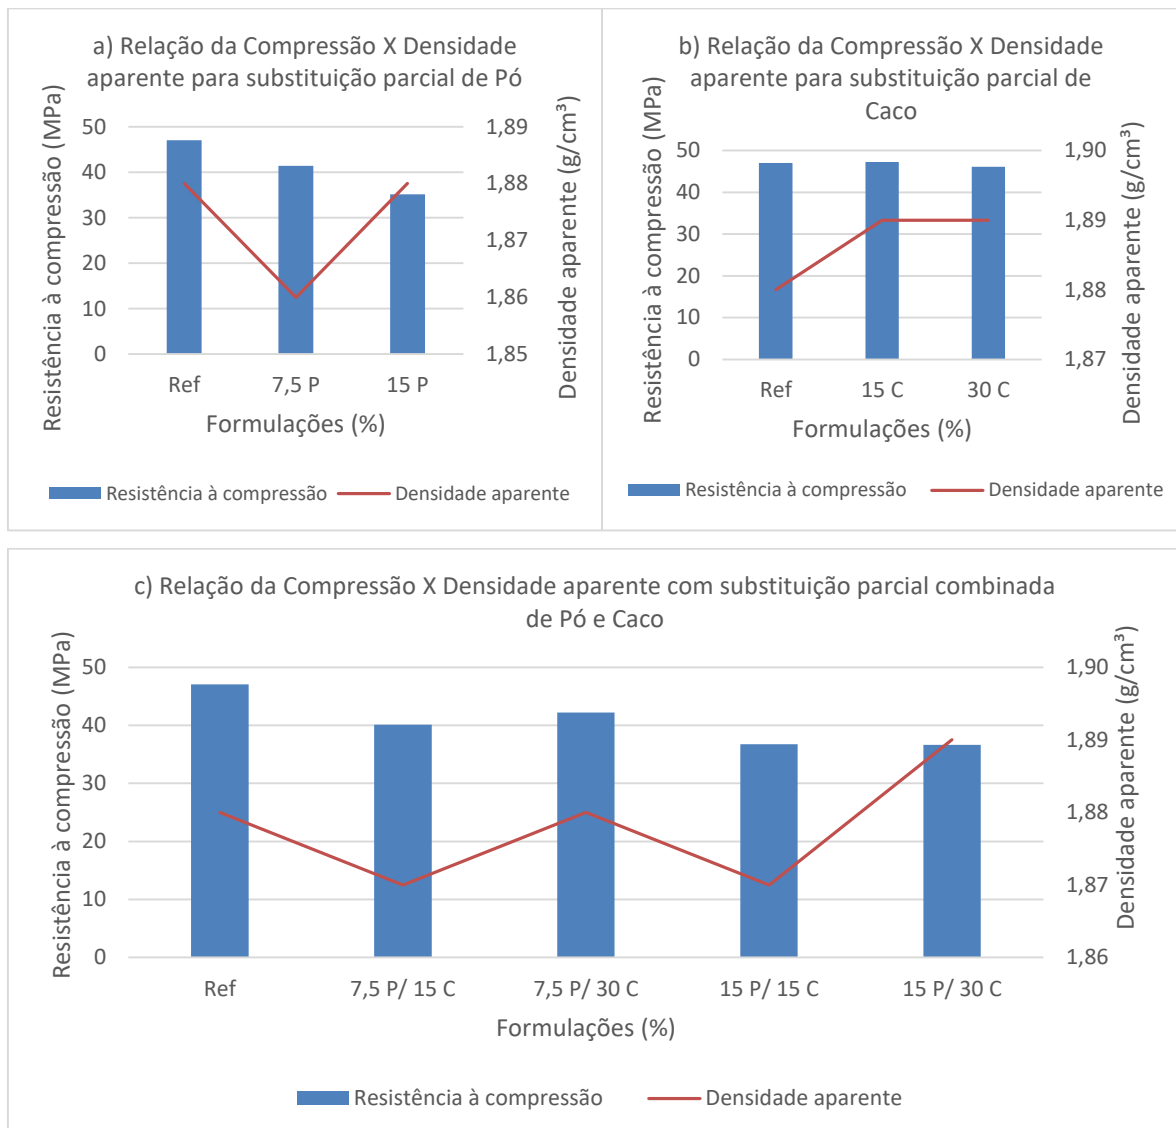 a) Relação da Compressão X Densidade
aparente para substituição parcial de Pó
Resistência à compressão (MPa)
50
40
30
20
10
0
1,89
1,88
1,87
1,86
1,85
Densidade aparente (g/cm³)
Ref
7,5 P
15 P
Formulações (%)
Resistência à compressão
Densidade aparente
b) Relação da Compressão X Densidade
aparente para substituição parcial de
Caco
Resistência à compressão (MPa)
50
40
30
20
10
0
1,90
1,89
1,88
1,87
Densidade aparente (g/cm³)
Ref
15 C
30 C
Formulações (%)
Resistência à compressão
Densidade aparente
c) Relação da Compressão X Densidade aparente com substituição parcial combinada
de Pó e Caco
Resistência à compressão (MPa)
50
40
30
20
10
0
1,90
1,89
1,88
1,87
1,86
Densidade aparente (g/cm³)
Ref
7,5 P/ 15 C
7,5 P/ 30 C
15 P/ 15 C
15 P/ 30 C
Formulações (%)
Resistência à compressão
Densidade aparente